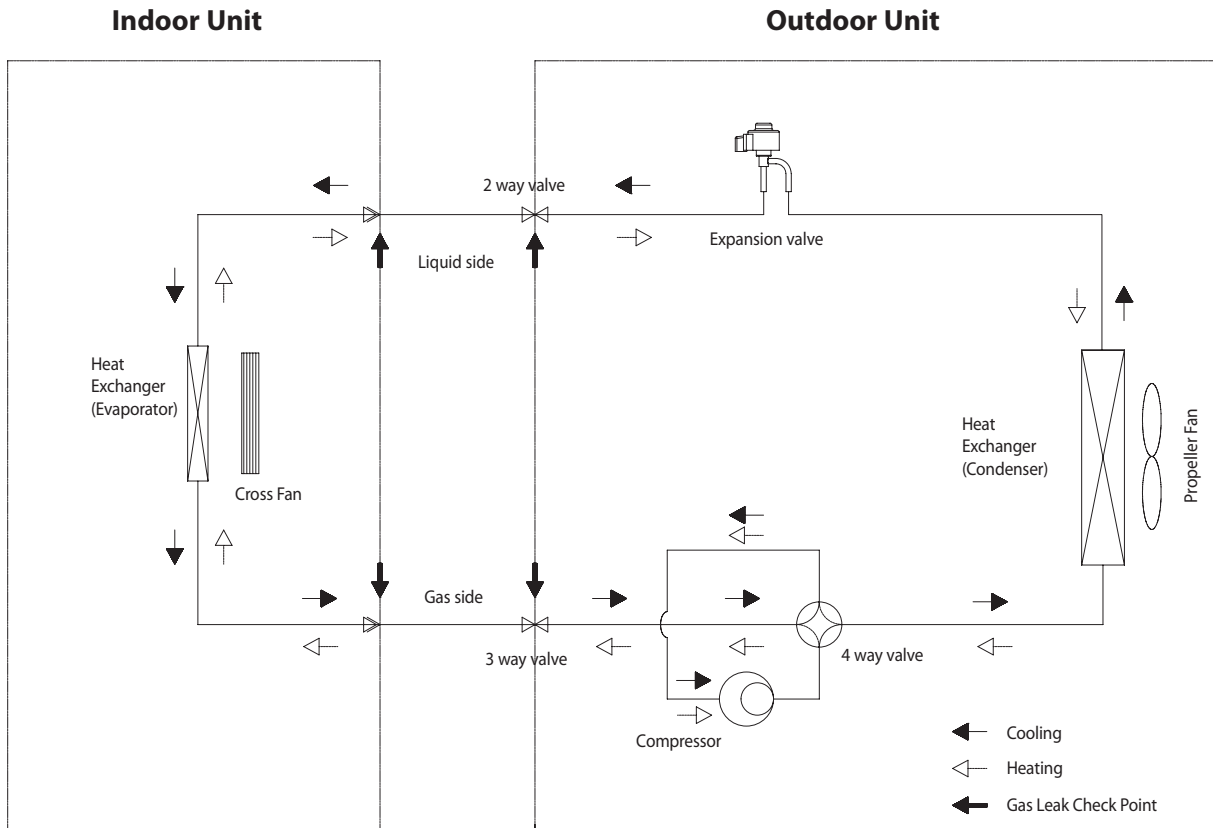 Indoor Unit
Outdoor Unit
2 way valve
Expansion valve
Liquid side
Heat
Exchanger
(Evaporator)
Cross Fan
Heat
Exchanger
(Condenser)
Propeller Fan
Gas side
3 way valve
4 way valve
Compressor
Cooling
Heating
Gas Leak Check Point